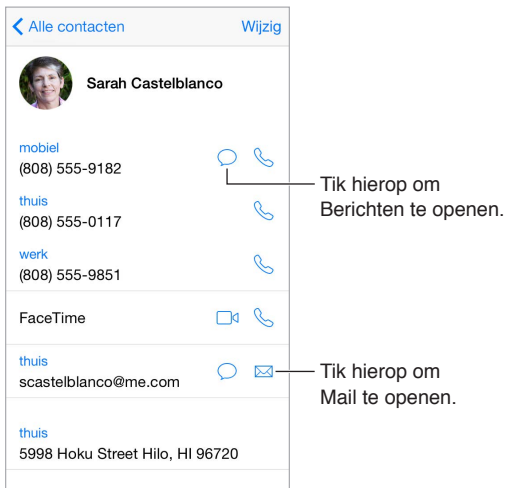 Alle contacten
Wijzig
Sarah Castelblanco
mobiel
(808) 555-9182
Tik hierop om
Berichten te openen.
thuis
(808) 555-0117
werk
(808) 555-9851
FaceTime
thuis
scastelblanco@me.com
Tik hierop om
Mail te openen.
thuis
5998 Hoku Street Hilo, HI 96720